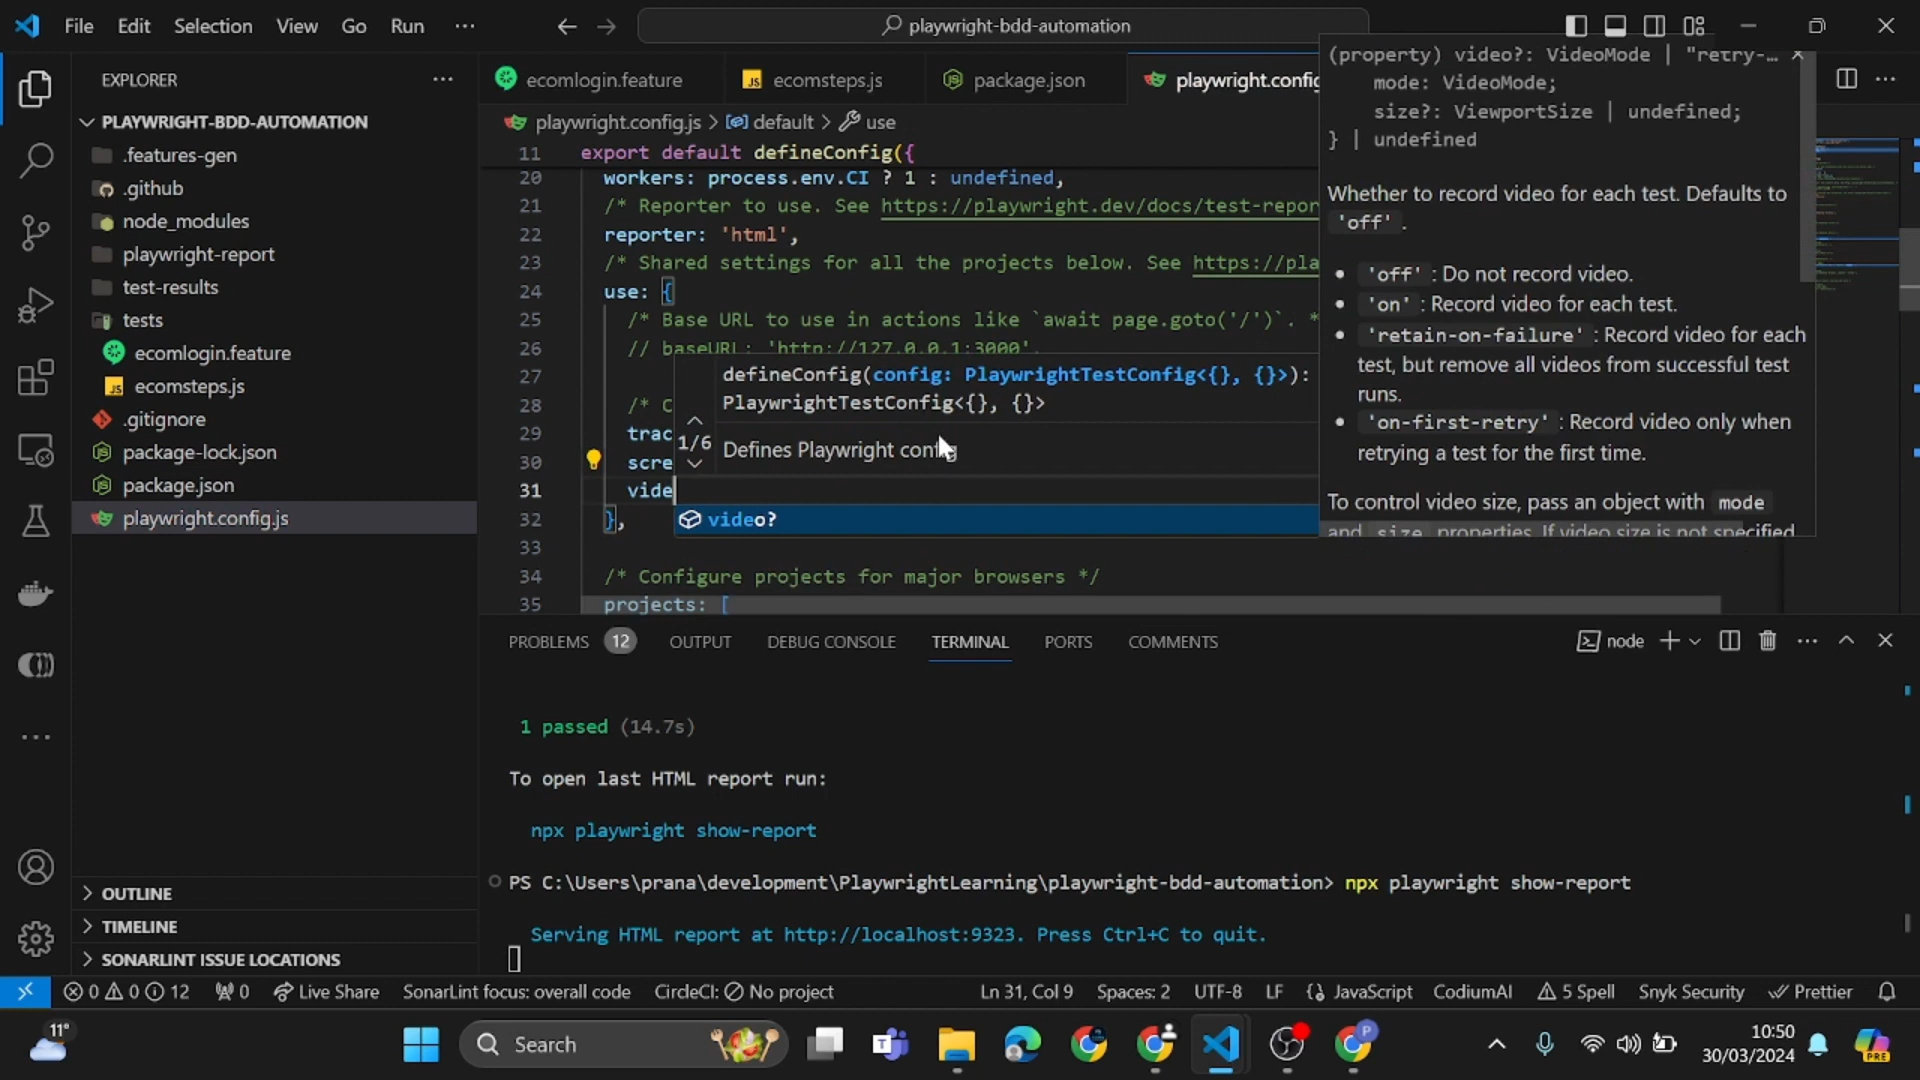 File Edit Selection View Go Run ···
playwright-bdd-automation
EXPLORER
PLAYWRIGHT-BDD-AUTOMATION
.features-gen
.github
node_modules
playwright-report
test-results
tests
ecomlogin.feature
JS ecomsteps.js
.gitignore
package-lock.json
package.json
playwright.config.js
OUTLINE
TIMELINE
SONARLINT ISSUE LOCATIONS
ecomlogin.feature JS ecomsteps.js package.json playwright.config
playwright.config.js > default > use
11 export default defineConfig({
20 workers: process.env.CI ? 1 : undefined,
21 /* Reporter to use. See https://playwright.dev/docs/test-repor
22 reporter: 'html',
23 /* Shared settings for all the projects below. See https://pla
24 use: {
25 /* Base URL to use in actions like `await page.goto('/')`. *
26 // baseURL: 'http://127.0.0.1:3000',
27
28 /* C
29 trac
30 scre
31 vide
32 },
33
34 /* Configure projects for major browsers */
35 projects: [
defineConfig(config: PlaywrightTestConfig<{}, {}>):
PlaywrightTestConfig<{}, {}>
1/6
Defines Playwright config
video?
(property) video?: VideoMode | "retry-…
mode: VideoMode;
size?: ViewportSize | undefined;
} | undefined
Whether to record video for each test. Defaults to
'off'.
• 'off': Do not record video.
• 'on': Record video for each test.
• 'retain-on-failure': Record video for each
test, but remove all videos from successful test
runs.
• 'on-first-retry': Record video only when
retrying a test for the first time.
To control video size, pass an object with mode
and size properties. If video size is not specified
PROBLEMS 12 OUTPUT DEBUG CONSOLE TERMINAL PORTS COMMENTS
node
1 passed (14.7s)
To open last HTML report run:
npx playwright show-report
PS C:\Users\prana\development\PlaywrightLearning\playwright-bdd-automation> npx playwright show-report
Serving HTML report at http://localhost:9323. Press Ctrl+C to quit.
0 0 12 0 Live Share SonarLint focus: overall code CircleCI: No project Ln 31, Col 9 Spaces: 2 UTF-8 LF JavaScript CodiumAI 5 Spell Snyk Security Prettier
11° Search 10:50
30/03/2024
PRE